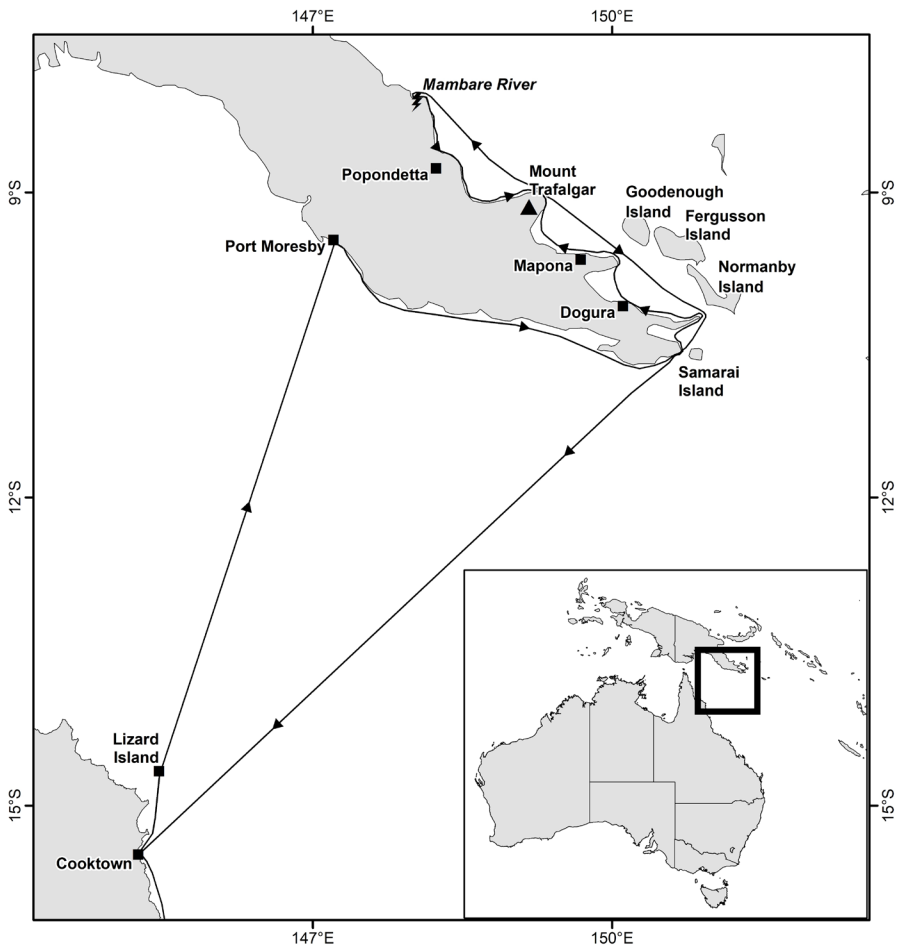 147°E
150°E
Mambare River
Popondetta
Mount
Trafalgar
9°S
9°S
Goodenough
Island
Fergusson
Island
Port Moresby
Mapona
Normanby
Island
Dogura
Samarai
Island
12°S
12°S
Lizard
Island
15°S
15°S
Cooktown
147°E
150°E